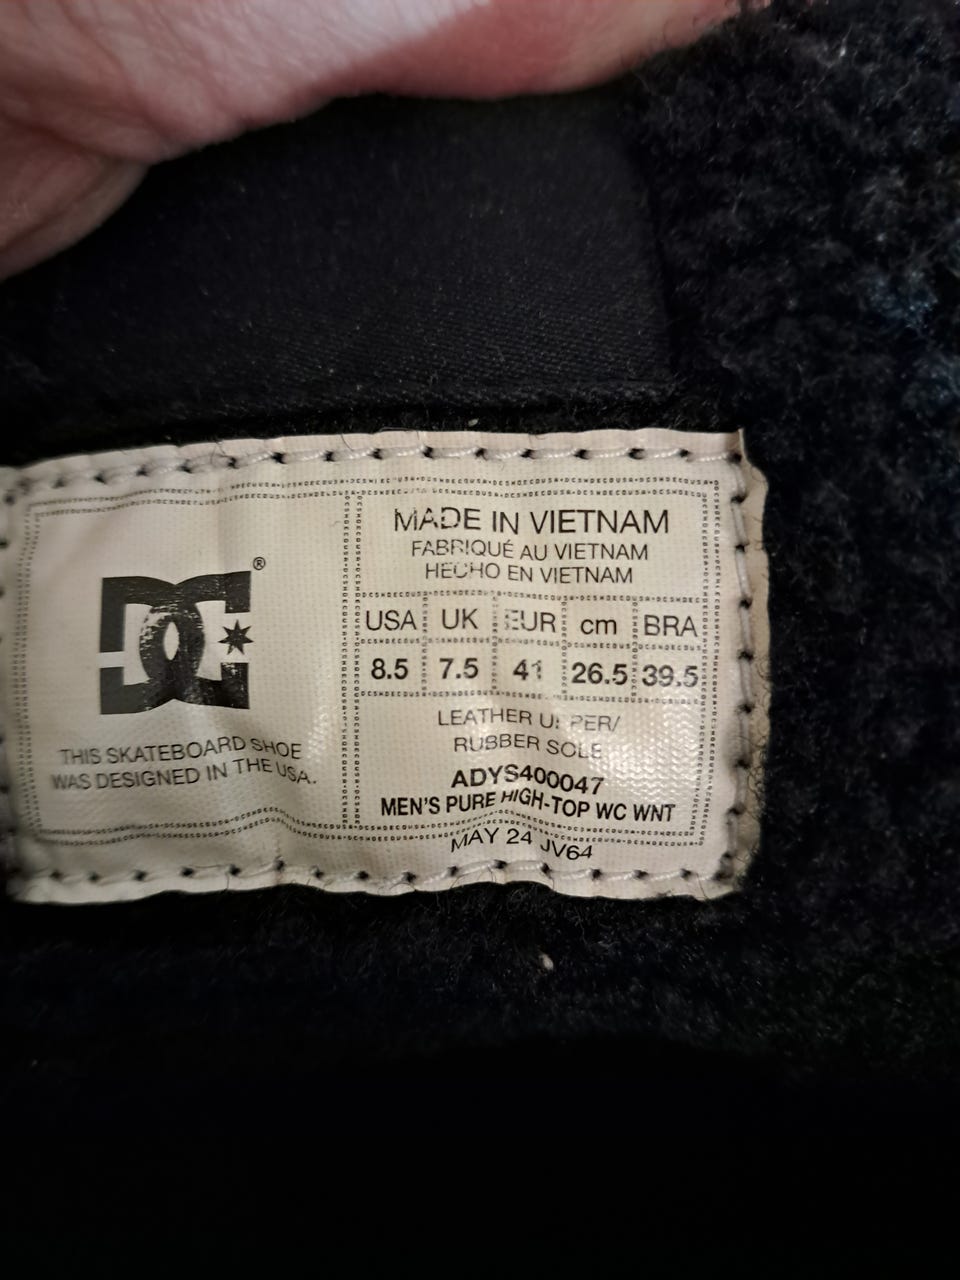 DC®
THIS SKATEBOARD SHOE
WAS DESIGNED IN THE USA.
MADE IN VIETNAM
FABRIQUÉ AU VIETNAM
HECHO EN VIETNAM
USA UK EUR cm BRA
8.5 7.5 41 26.5 39.5
LEATHER UPPER/
RUBBER SOLE
ADYS400047
MEN'S PURE HIGH-TOP WC WNT
MAY 24 JV64